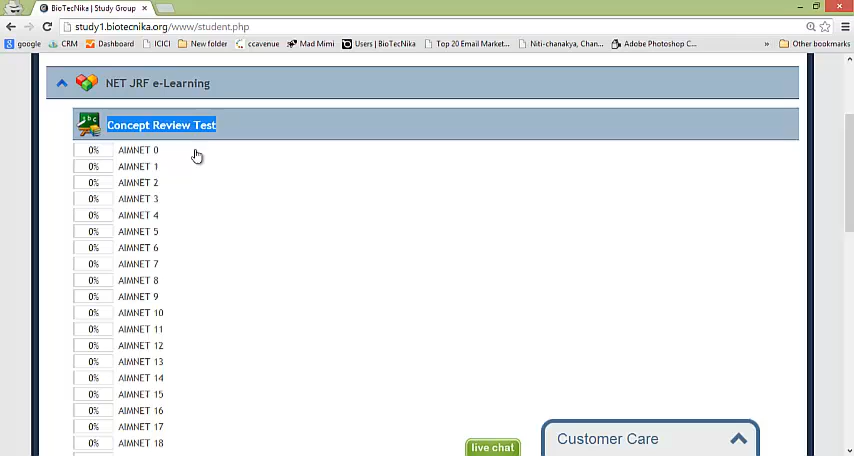 BioTecNika | Study Group
study1.biotecnika.org/www/student.php
google CRM Dashboard ICICI New folder ccavenue Mad Mimi Users | BioTecNika Top 20 Email Market... Niti-chanakya, Chan... Adobe Photoshop C... » Other bookmarks
NET JRF e-Learning
Concept Review Test
0% AIMNET 0
0% AIMNET 1
0% AIMNET 2
0% AIMNET 3
0% AIMNET 4
0% AIMNET 5
0% AIMNET 6
0% AIMNET 7
0% AIMNET 8
0% AIMNET 9
0% AIMNET 10
0% AIMNET 11
0% AIMNET 12
0% AIMNET 13
0% AIMNET 14
0% AIMNET 15
0% AIMNET 16
0% AIMNET 17
0% AIMNET 18
live chat
Customer Care